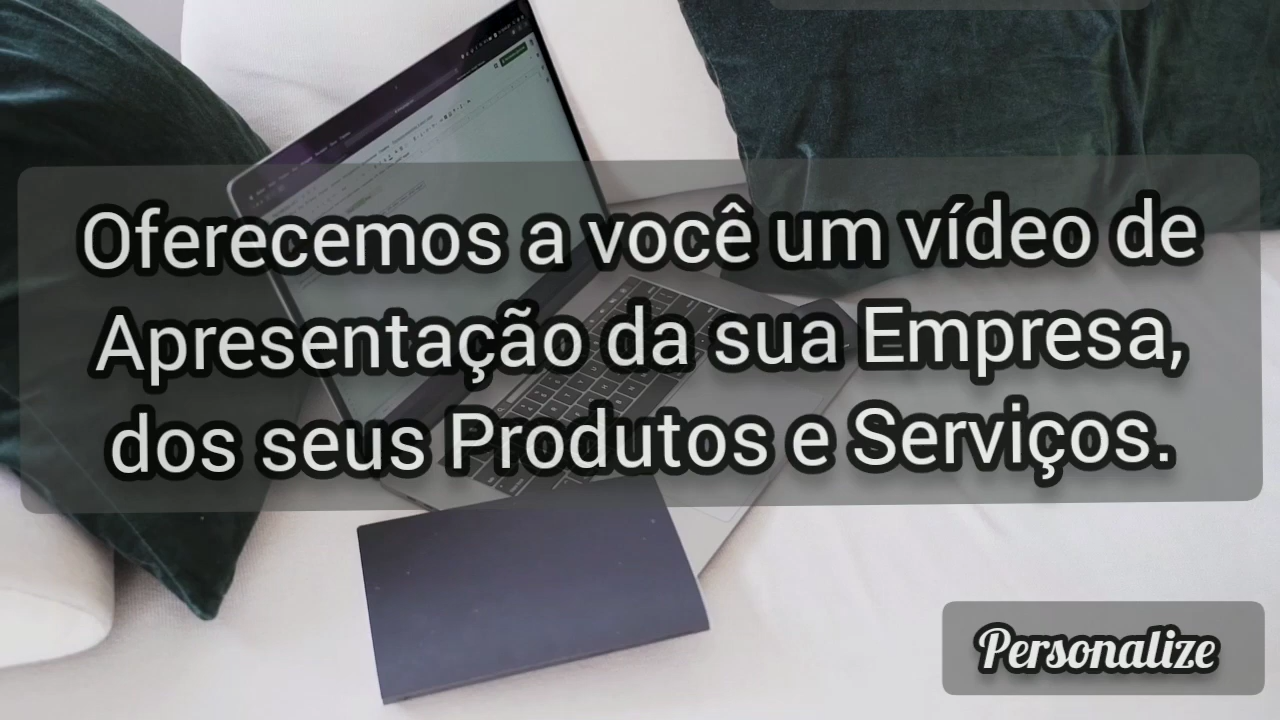 Oferecemos a você um vídeo de
Apresentação da sua Empresa,
dos seus Produtos e Serviços.
Personalize